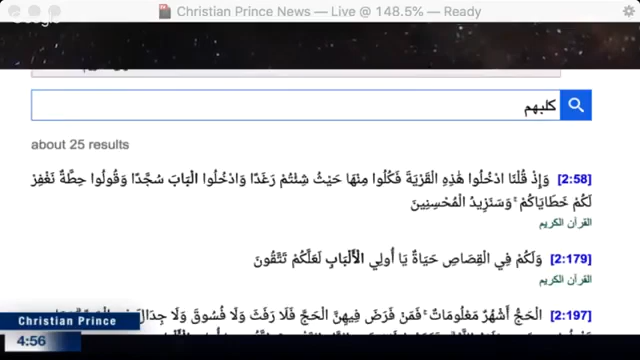 Christian Prince News — Live @ 148.5% — Ready
Google
كلبهم
about 25 results
[2:58] وَإِذْ قُلْنَا ادْخُلُوا هَٰذِهِ الْقَرْيَةَ فَكُلُوا مِنْهَا حَيْثُ شِئْتُمْ رَغَدًا وَادْخُلُوا الْبَابَ سُجَّدًا وَقُولُوا حِطَّةٌ نَغْفِرْ
لَكُمْ خَطَايَاكُمْ ۚ وَسَنَزِيدُ الْمُحْسِنِينَ
القرآن الكريم
[2:179] وَلَكُمْ فِي الْقِصَاصِ حَيَاةٌ يَا أُولِي الْأَلْبَابِ لَعَلَّكُمْ تَتَّقُونَ
القرآن الكريم
[2:197] الْحَجُّ أَشْهُرٌ مَعْلُومَاتٌ ۚ فَمَنْ فَرَضَ فِيهِنَّ الْحَجَّ فَلَا رَفَثَ وَلَا فُسُوقَ وَلَا جِدَالَ
Christian Prince
4:56